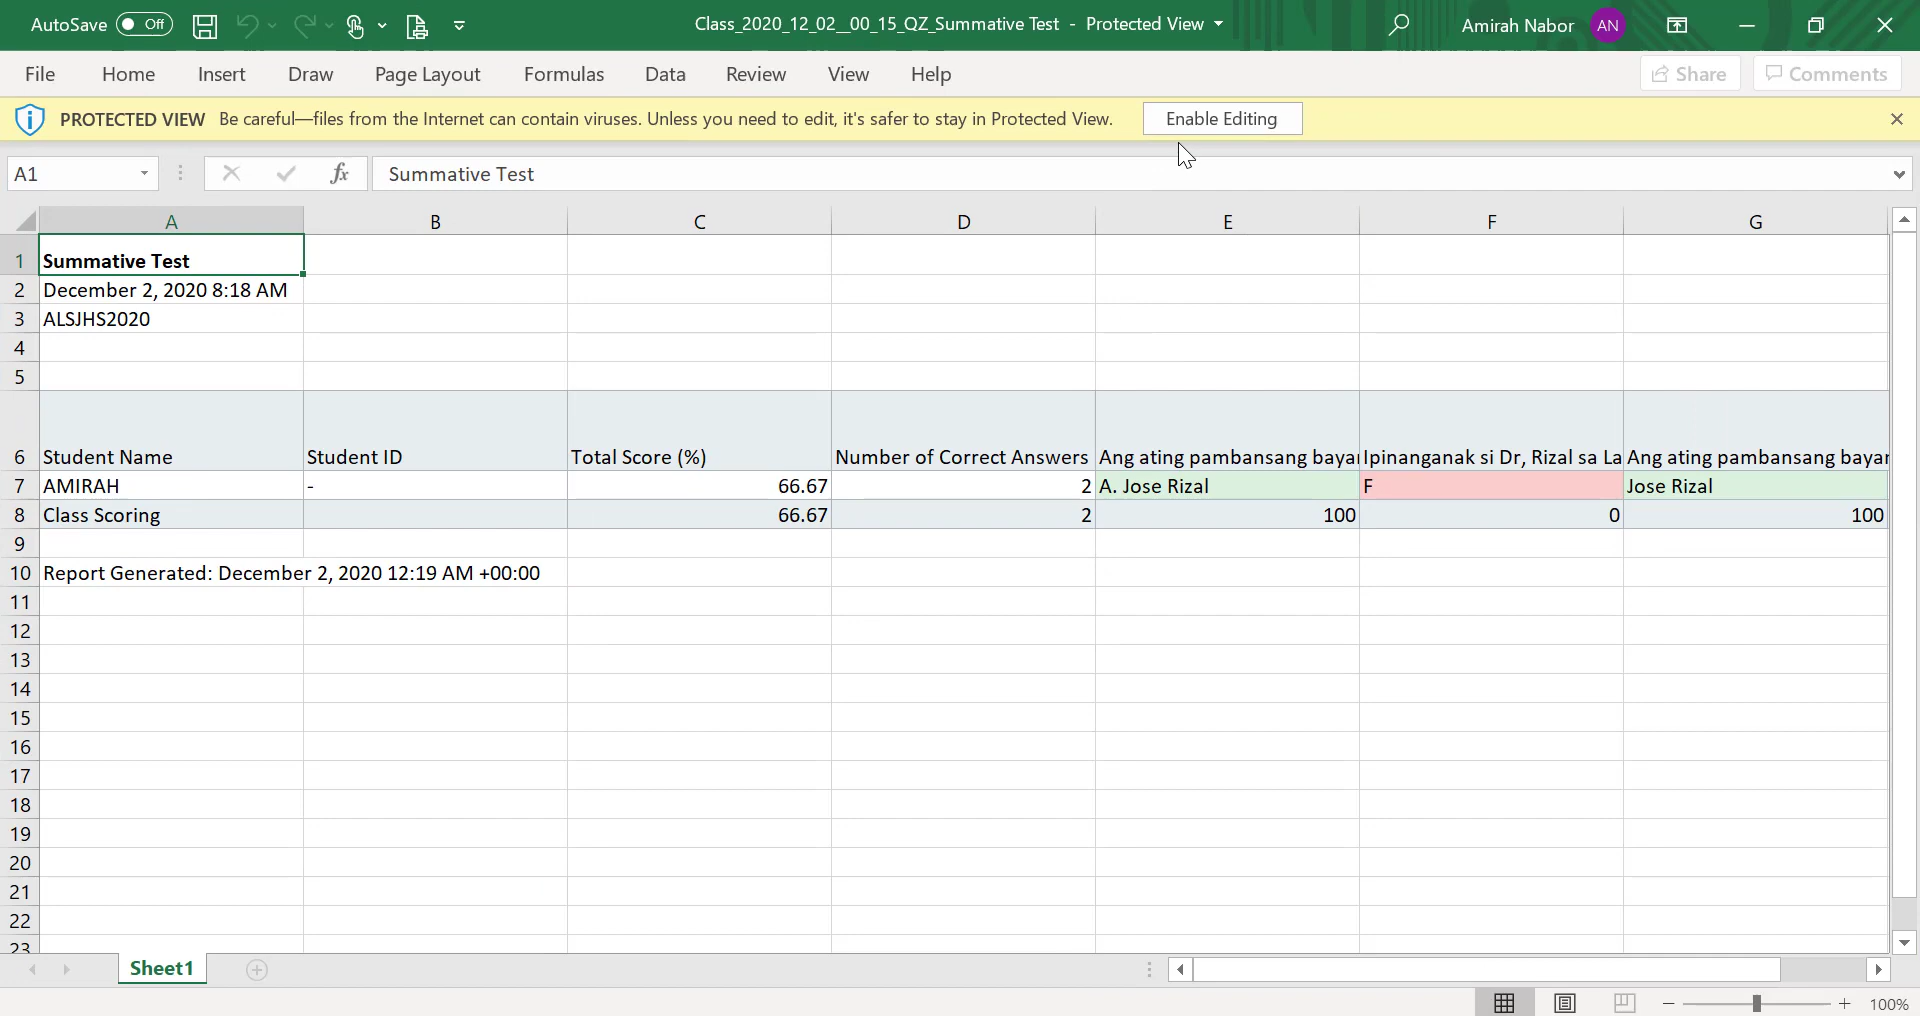 AutoSave Off Class_2020_12_02__00_15_QZ_Summative Test - Protected View Amirah Nabor AN
File Home Insert Draw Page Layout Formulas Data Review View Help Share Comments
PROTECTED VIEW Be careful—files from the Internet can contain viruses. Unless you need to edit, it's safer to stay in Protected View. Enable Editing
A1 fx Summative Test
A B C D E F G
1 Summative Test
2 December 2, 2020 8:18 AM
3 ALSJHS2020
4
5
6 Student Name Student ID Total Score (%) Number of Correct Answers Ang ating pambansang bayan Ipinanganak si Dr, Rizal sa La Ang ating pambansang bayan
7 AMIRAH - 66.67 2 A. Jose Rizal F Jose Rizal
8 Class Scoring 66.67 2 100 0 100
9
10 Report Generated: December 2, 2020 12:19 AM +00:00
11
12
13
14
15
16
17
18
19
20
21
22
23
Sheet1
100%